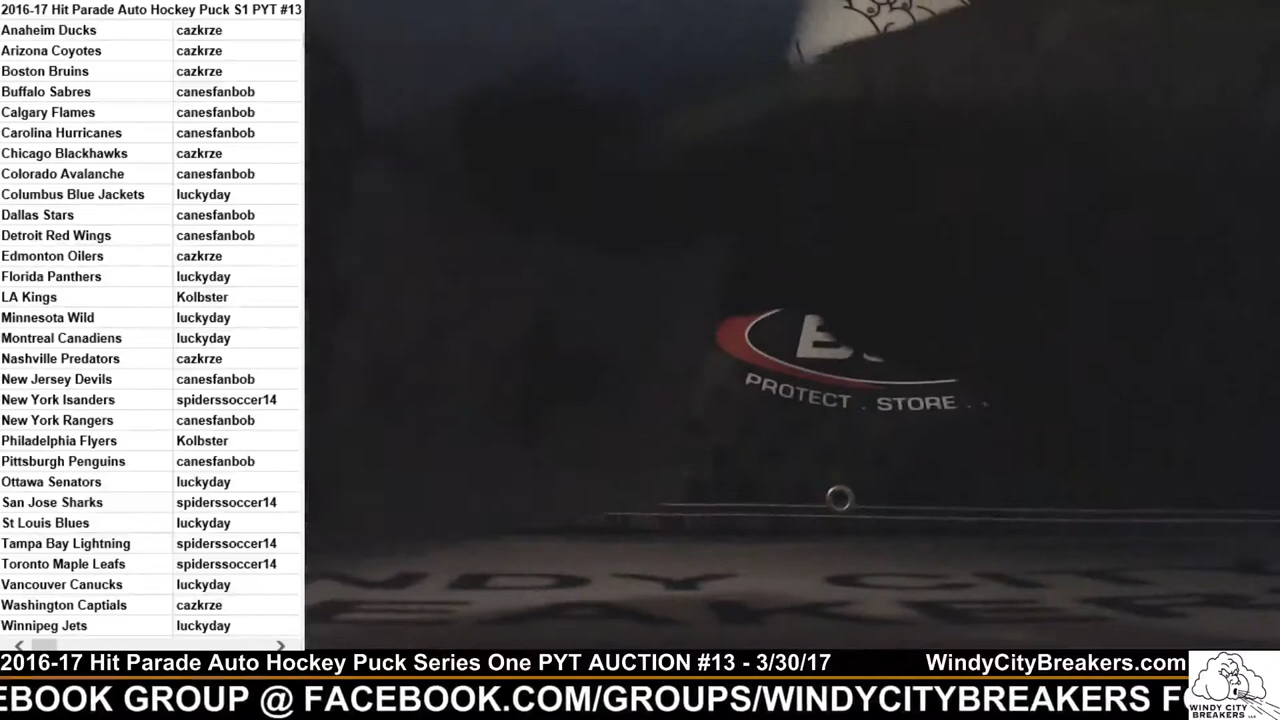 2016-17 Hit Parade Auto Hockey Puck S1 PYT #13
Anaheim Ducks cazkrze
Arizona Coyotes cazkrze
Boston Bruins cazkrze
Buffalo Sabres canesfanbob
Calgary Flames canesfanbob
Carolina Hurricanes canesfanbob
Chicago Blackhawks cazkrze
Colorado Avalanche canesfanbob
Columbus Blue Jackets luckyday
Dallas Stars canesfanbob
Detroit Red Wings canesfanbob
Edmonton Oilers cazkrze
Florida Panthers luckyday
LA Kings Kolbster
Minnesota Wild luckyday
Montreal Canadiens luckyday
Nashville Predators cazkrze
New Jersey Devils canesfanbob
New York Isanders spiderssoccer14
New York Rangers canesfanbob
Philadelphia Flyers Kolbster
Pittsburgh Penguins canesfanbob
Ottawa Senators luckyday
San Jose Sharks spiderssoccer14
St Louis Blues luckyday
Tampa Bay Lightning spiderssoccer14
Toronto Maple Leafs spiderssoccer14
Vancouver Canucks luckyday
Washington Captials cazkrze
Winnipeg Jets luckyday
PROTECT . STORE . .
NDY CIT
EAKER
2016-17 Hit Parade Auto Hockey Puck Series One PYT AUCTION #13 - 3/30/17 WindyCityBreakers.com
EBOOK GROUP @ FACEBOOK.COM/GROUPS/WINDYCITYBREAKERS F
WINDY CITY
BREAKERS LLC